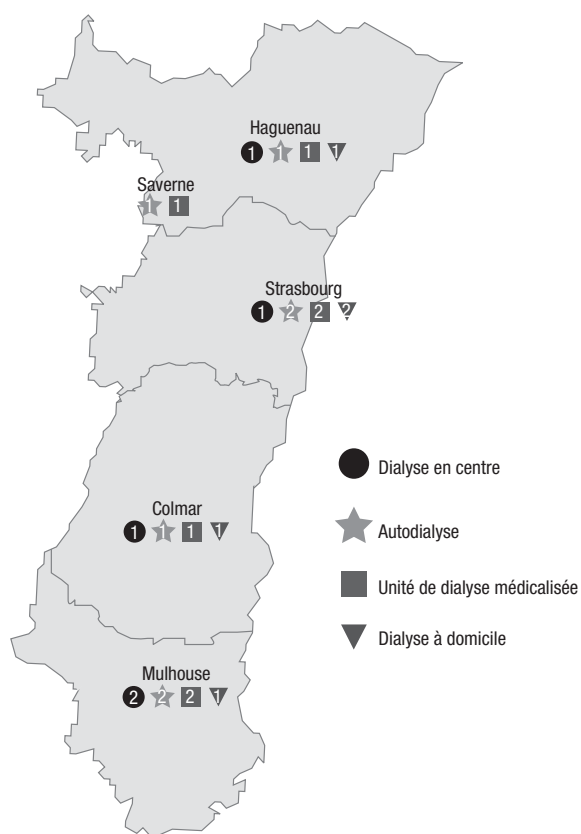 Haguenau
1 1 1 1
Saverne
1 1
Strasbourg
1 2 2 2
Dialyse en centre
Colmar
1 1 1 1
Autodialyse
Unité de dialyse médicalisée
Dialyse à domicile
Mulhouse
2 2 2 1